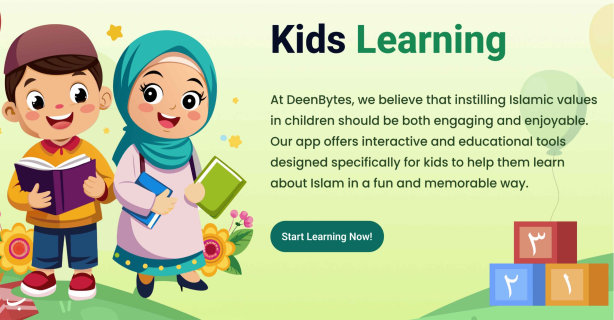 Kids Learning
At DeenBytes, we believe that instilling Islamic values
in children should be both engaging and enjoyable.
Our app offers interactive and educational tools
designed specifically for kids to help them learn
about Islam in a fun and memorable way.
Start Learning Now!
٣
٢ ١
ب